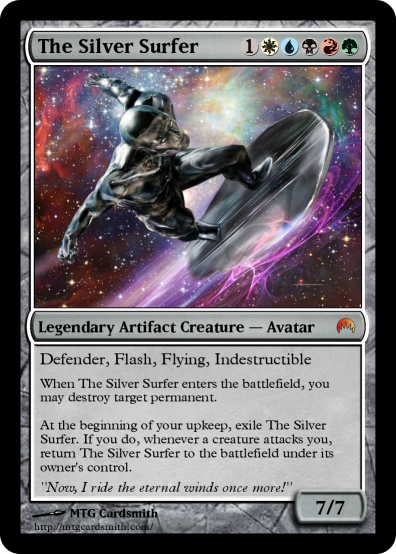 The Silver Surfer 1
Legendary Artifact Creature — Avatar
Defender, Flash, Flying, Indestructible
When The Silver Surfer enters the battlefield, you
may destroy target permanent.
At the beginning of your upkeep, exile The Silver
Surfer. If you do, whenever a creature attacks you,
return The Silver Surfer to the battlefield under its
owner's control.
"Now, I ride the eternal winds once more!"
7/7
MTG Cardsmith
http://mtgcardsmith.com/